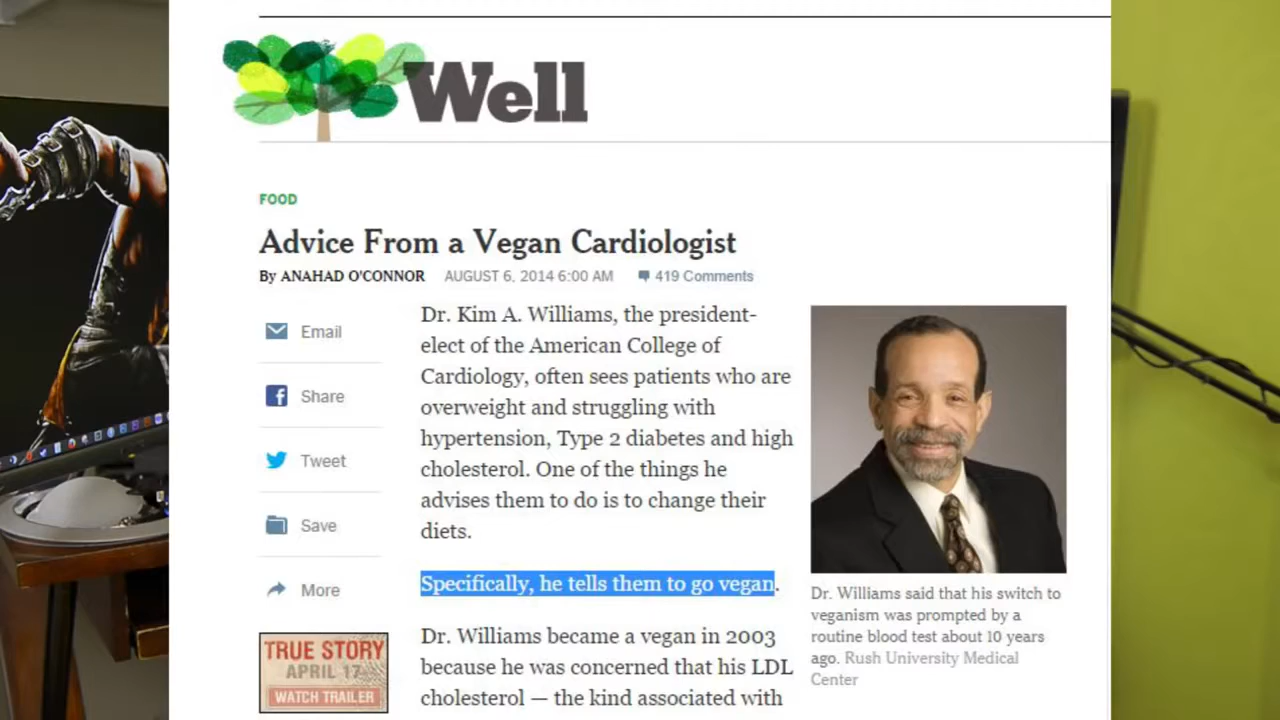 Well
FOOD
Advice From a Vegan Cardiologist
By ANAHAD O'CONNOR AUGUST 6, 2014 6:00 AM 419 Comments
Email
Share
Tweet
Save
More
TRUE STORY
APRIL 17
WATCH TRAILER
Dr. Kim A. Williams, the president-
elect of the American College of
Cardiology, often sees patients who are
overweight and struggling with
hypertension, Type 2 diabetes and high
cholesterol. One of the things he
advises them to do is to change their
diets.
Specifically, he tells them to go vegan.
Dr. Williams became a vegan in 2003
because he was concerned that his LDL
cholesterol — the kind associated with
Dr. Williams said that his switch to
veganism was prompted by a
routine blood test about 10 years
ago. Rush University Medical
Center